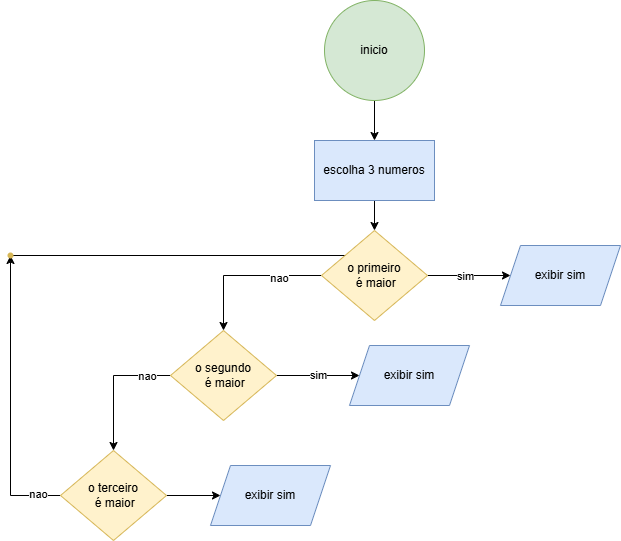 inicio
escolha 3 numeros
o primeiro
é maior
sim
exibir sim
nao
o segundo
é maior
sim
exibir sim
nao
o terceiro
é maior
exibir sim
nao